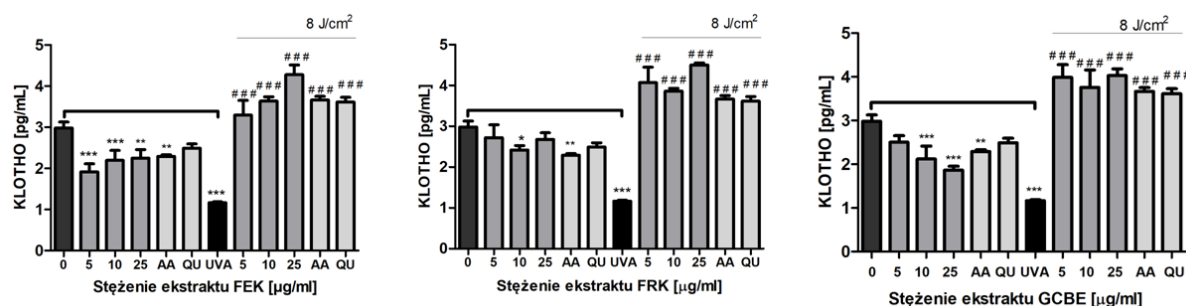 8 J/cm²
KLOTHO [pg/mL]
5
4
3
2
1
0
*** *** ** ** *** ### ### ### ### ###
0 5 10 25 AA QU UVA 5 10 25 AA QU
Stężenie ekstraktu FEK [µg/ml]
8 J/cm²
KLOTHO [pg/mL]
5
4
3
2
1
0
* ** *** ### ### ### ### ###
0 5 10 25 AA QU UVA 5 10 25 AA QU
Stężenie ekstraktu FRK [µg/ml]
8 J/cm²
KLOTHO [pg/mL]
5
4
3
2
1
0
*** *** ** *** ### ### ### ### ###
0 5 10 25 AA QU UVA 5 10 25 AA QU
Stężenie ekstraktu GCBE [µg/ml]